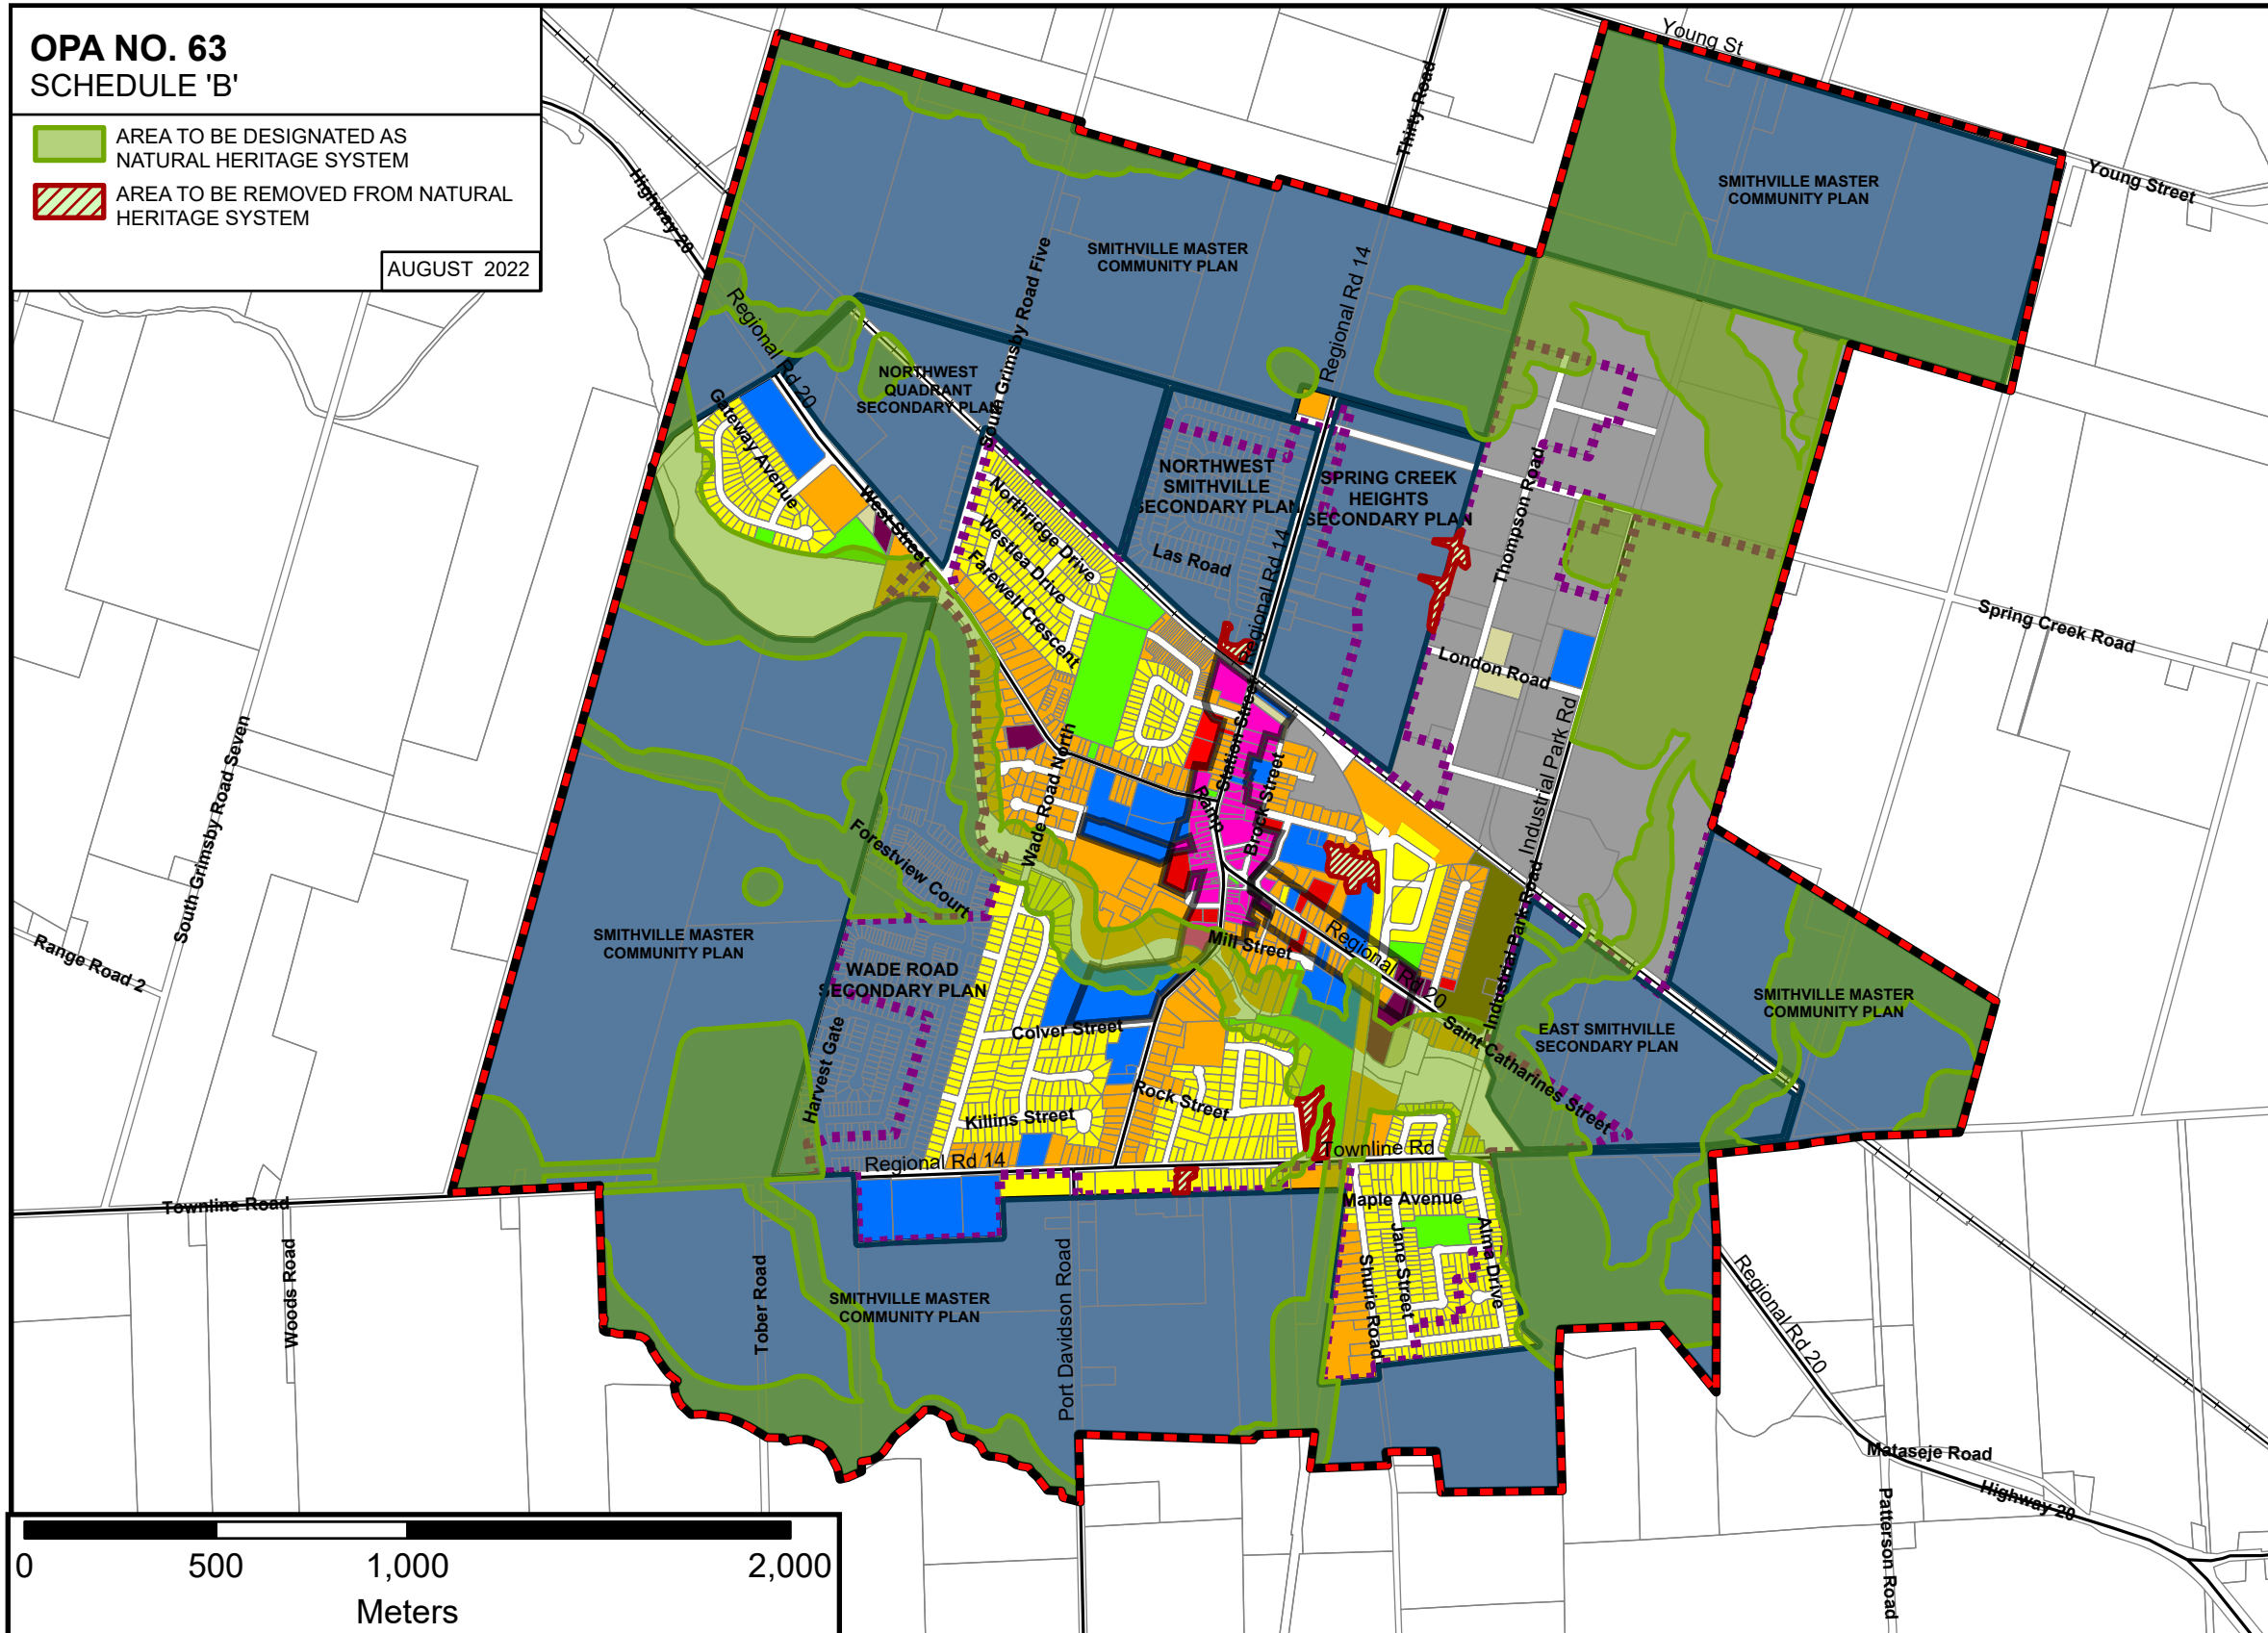 OPA NO. 63
SCHEDULE 'B'
AREA TO BE DESIGNATED AS
NATURAL HERITAGE SYSTEM
AREA TO BE REMOVED FROM NATURAL
HERITAGE SYSTEM
AUGUST 2022
Young St
Young Street
Thirty Road
Highway 20
SMITHVILLE MASTER
COMMUNITY PLAN
SMITHVILLE MASTER
COMMUNITY PLAN
Regional Rd 14
South Grimsby Road Five
Regional Rd 20
NORTHWEST
QUADRANT
SECONDARY PLAN
Gateway Avenue
West Street
Northridge Drive
Westlea Drive
Farewell Crescent
NORTHWEST
SMITHVILLE
SECONDARY PLAN
SPRING CREEK
HEIGHTS
SECONDARY PLAN
Las Road
Regional Rd 14
Thompson Road
London Road
Spring Creek Road
Industrial Park Rd
Station Street
Ramp
Brock Street
Wade Road North
Forestview Court
South Grimsby Road Seven
Range Road 2
SMITHVILLE MASTER
COMMUNITY PLAN
WADE ROAD
SECONDARY PLAN
Mill Street
Regional Rd 20
Industrial Park Road
SMITHVILLE MASTER
COMMUNITY PLAN
EAST SMITHVILLE
SECONDARY PLAN
Saint Catharines Street
Colver Street
Harvest Gate
Rock Street
Killins Street
Regional Rd 14
Townline Rd
Townline Road
Maple Avenue
Jane Street
Alma Drive
Shurie Road
Woods Road
Tober Road
SMITHVILLE MASTER
COMMUNITY PLAN
Port Davidson Road
Regional Rd 20
Mataseje Road
Highway 20
Patterson Road
0 500 1,000 2,000
Meters